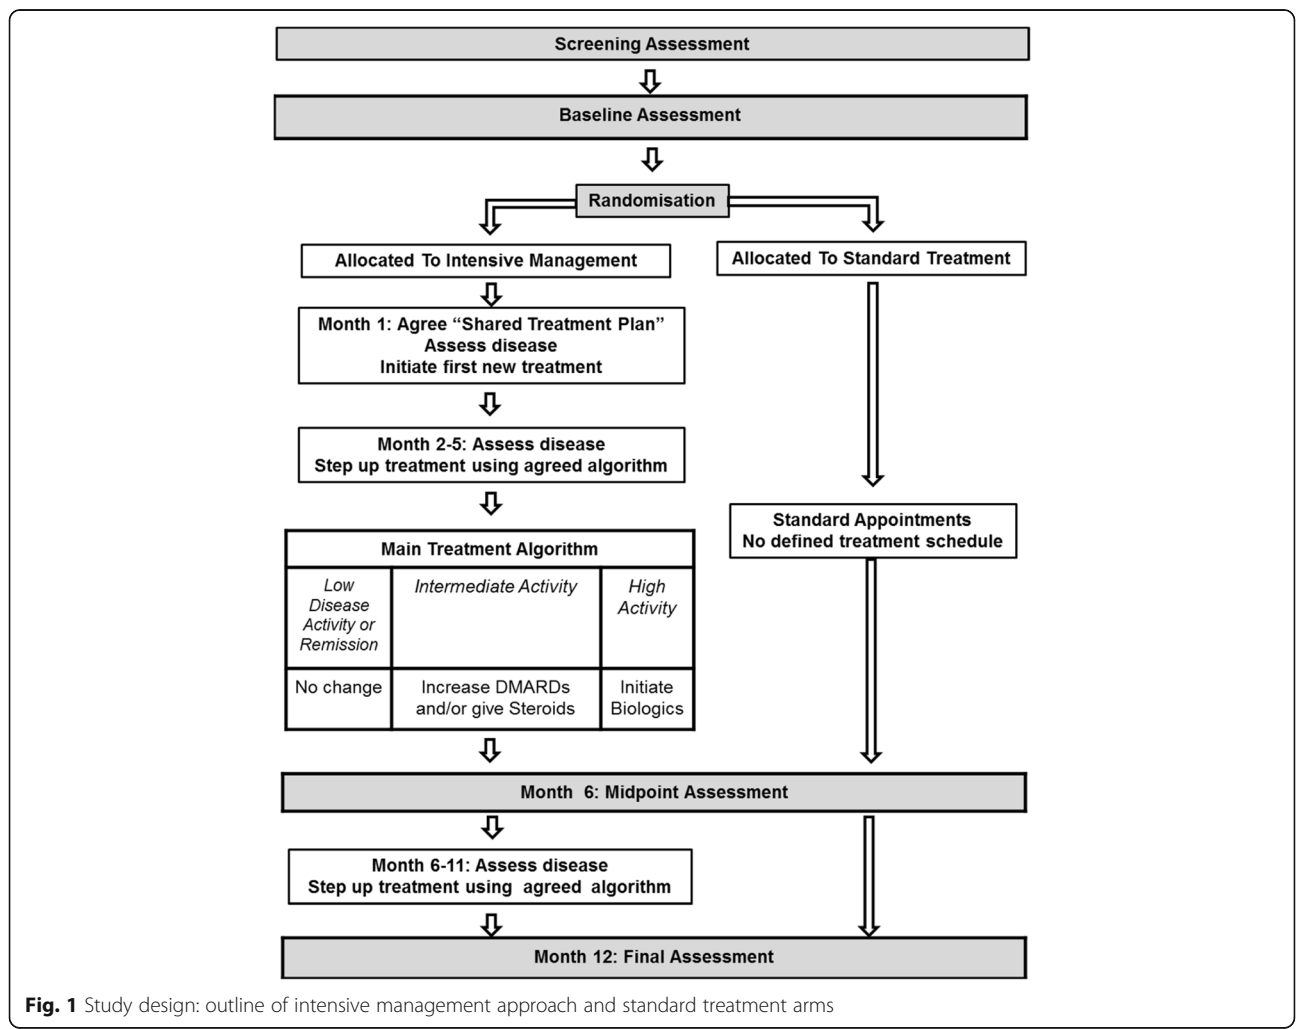 Screening Assessment
Baseline Assessment
Randomisation
Allocated To Intensive Management
Allocated To Standard Treatment
Month 1: Agree “Shared Treatment Plan”
Assess disease
Initiate first new treatment
Month 2-5: Assess disease
Step up treatment using agreed algorithm
Standard Appointments
No defined treatment schedule
Main Treatment Algorithm
Low
Disease
Activity or
Remission
Intermediate Activity
High
Activity
No change
Increase DMARDs
and/or give Steroids
Initiate
Biologics
Month 6: Midpoint Assessment
Month 6-11: Assess disease
Step up treatment using agreed algorithm
Month 12: Final Assessment
Fig. 1 Study design: outline of intensive management approach and standard treatment arms